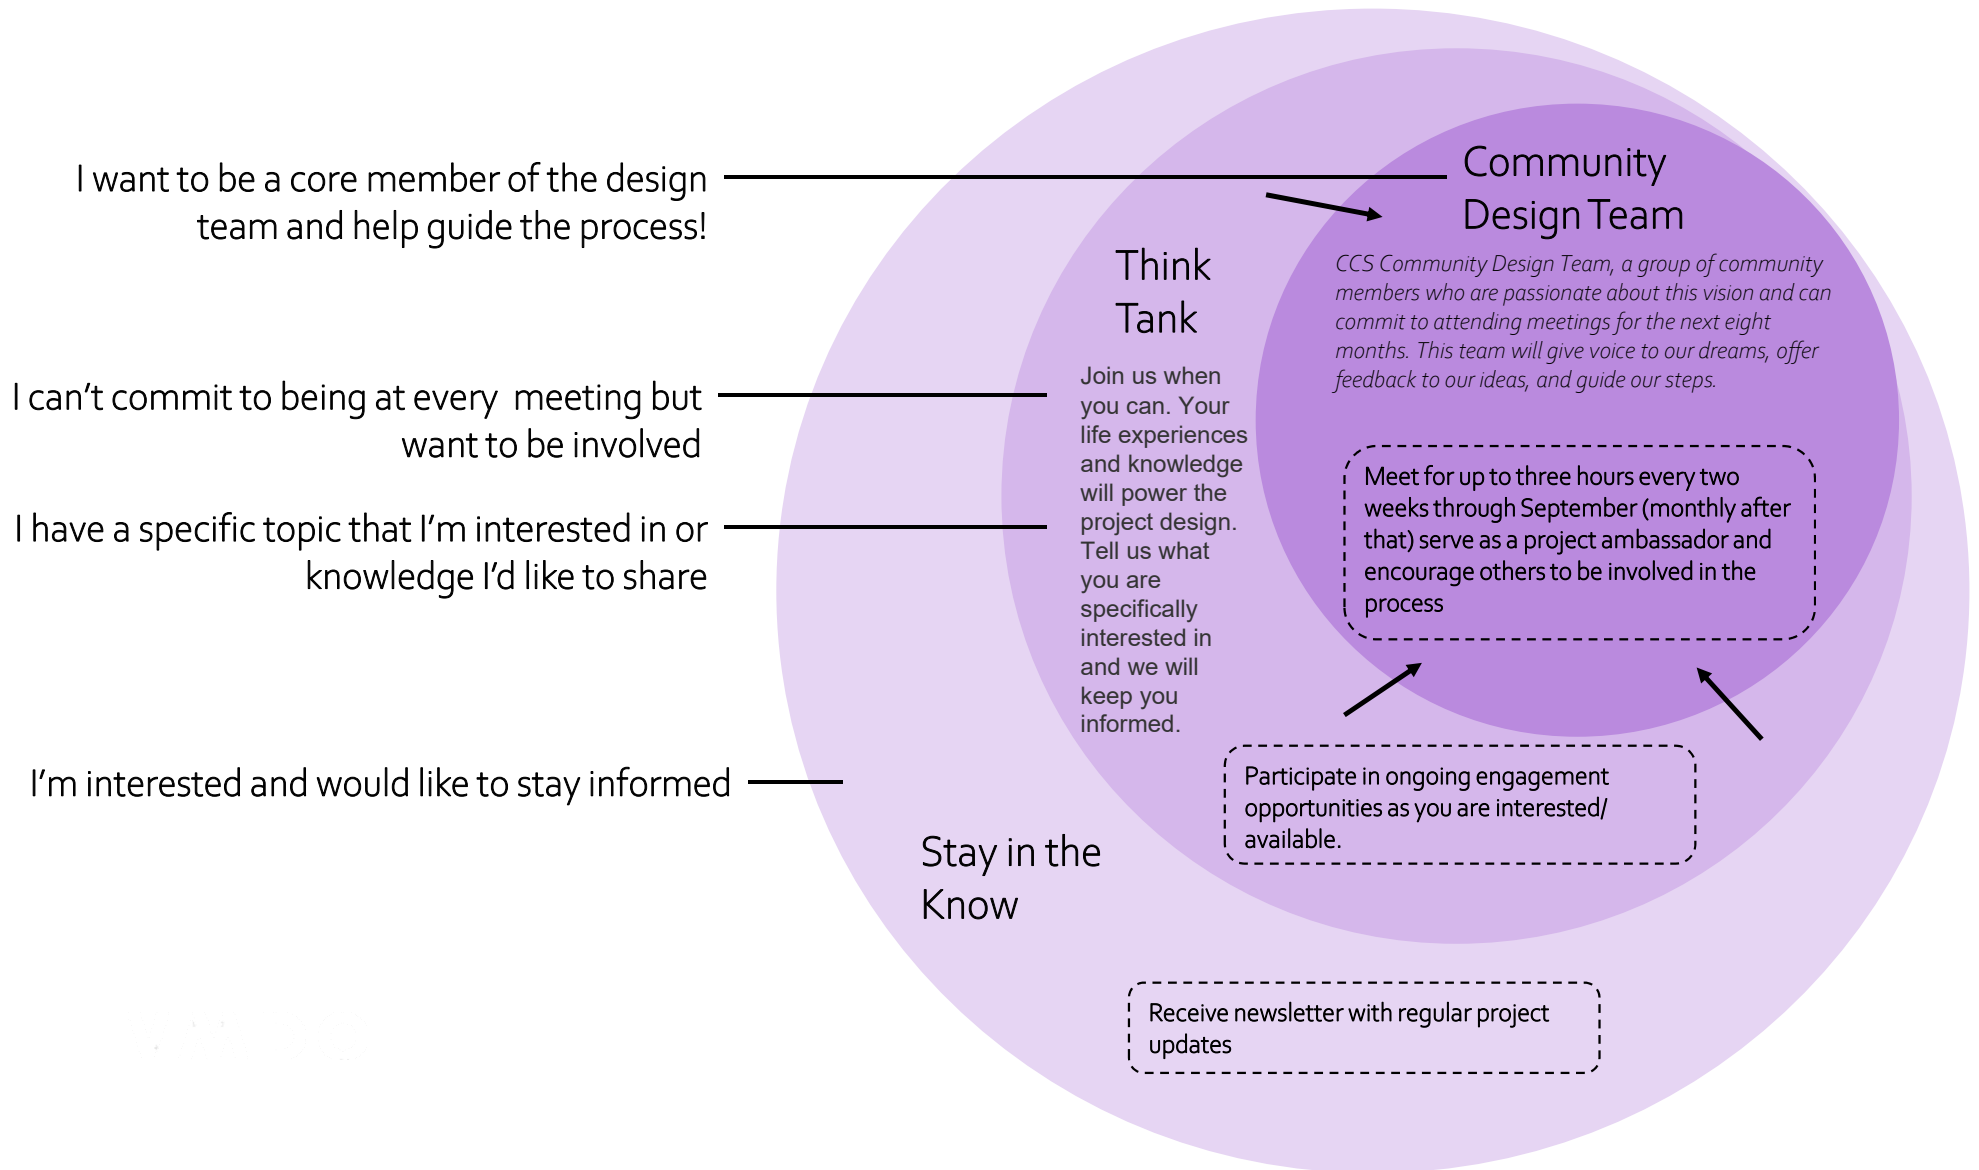 I want to be a core member of the design
team and help guide the process!
I can't commit to being at every  meeting but
want to be involved
I have a specific topic that I'm interested in or
knowledge I'd like to share
I'm interested and would like to stay informed
Community
Design Team
CCS Community Design Team, a group of community
members who are passionate about this vision and can
commit to attending meetings for the next eight
months. This team will give voice to our dreams, offer
feedback to our ideas, and guide our steps.
Meet for up to three hours every two
weeks through September (monthly after
that) serve as a project ambassador and
encourage others to be involved in the
process
Think
Tank
Join us when
you can. Your
life experiences
and knowledge
will power the
project design.
Tell us what
you are
specifically
interested in
and we will
keep you
informed.
Participate in ongoing engagement
opportunities as you are interested/
available.
Stay in the
Know
Receive newsletter with regular project
updates